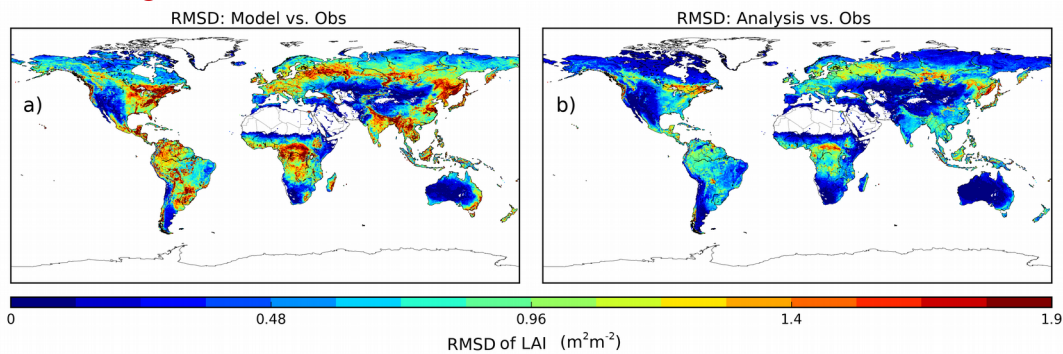 RMSD: Model vs. Obs
RMSD: Analysis vs. Obs
a)
b)
0
0.48
0.96
1.4
1.9
RMSD of LAI (m²m⁻²)